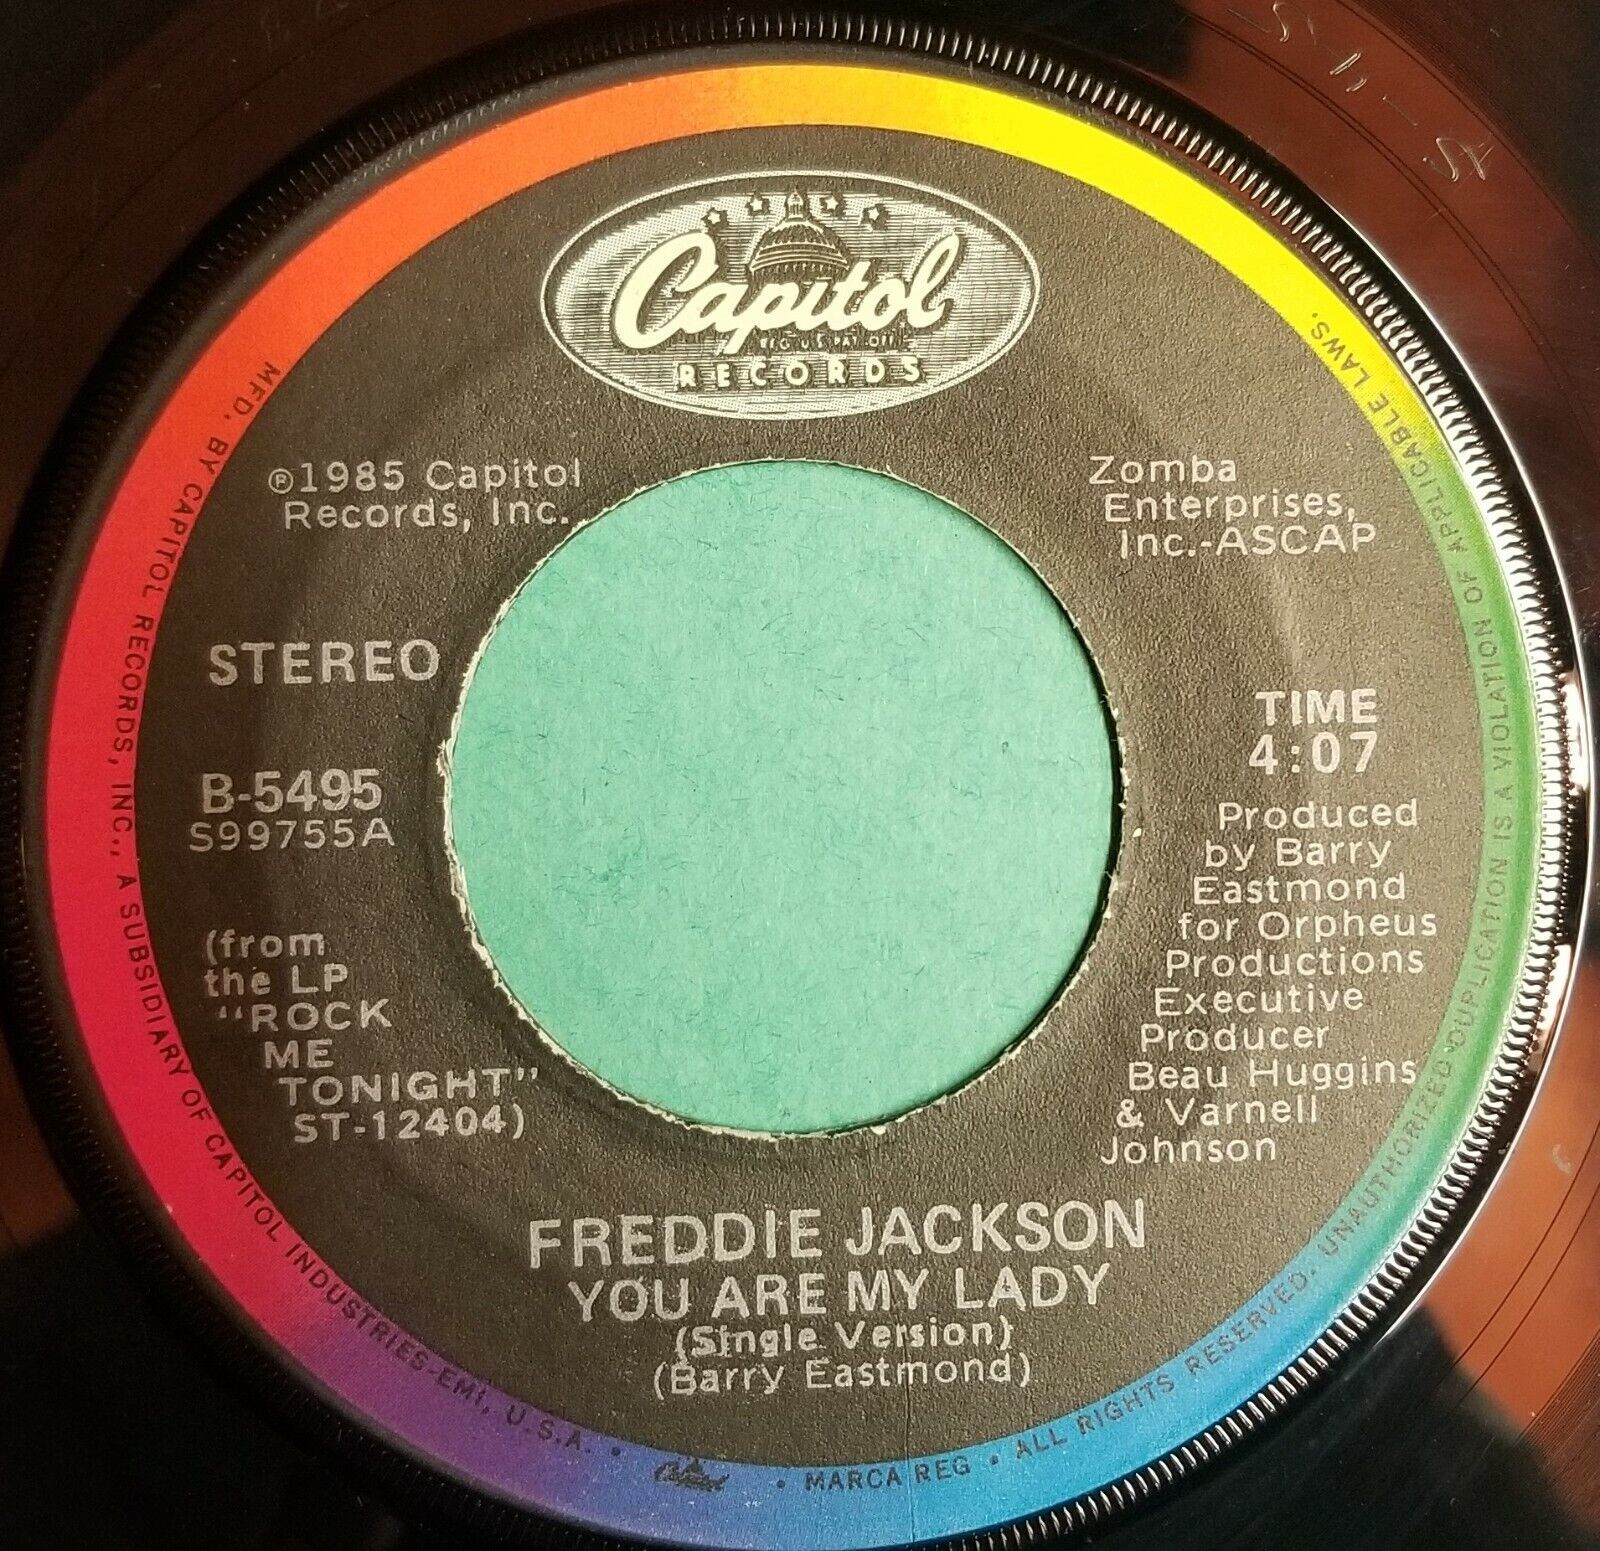 Capitol
RECORDS
℗1985 Capitol
Records, Inc.
Zomba
Enterprises,
Inc.-ASCAP
STEREO
B-5495
S99755A
(from
the LP
"ROCK
ME
TONIGHT"
ST-12404)
TIME
4:07
Produced
by Barry
Eastmond
for Orpheus
Productions
Executive
Producer
Beau Huggins
& Varnell
Johnson
FREDDIE JACKSON
YOU ARE MY LADY
(Single Version)
(Barry Eastmond)
MFD. BY CAPITOL RECORDS, INC., A SUBSIDIARY OF CAPITOL INDUSTRIES-EMI, U.S.A. • Capitol • MARCA REG • ALL RIGHTS RESERVED. UNAUTHORIZED DUPLICATION IS A VIOLATION OF APPLICABLE LAWS.